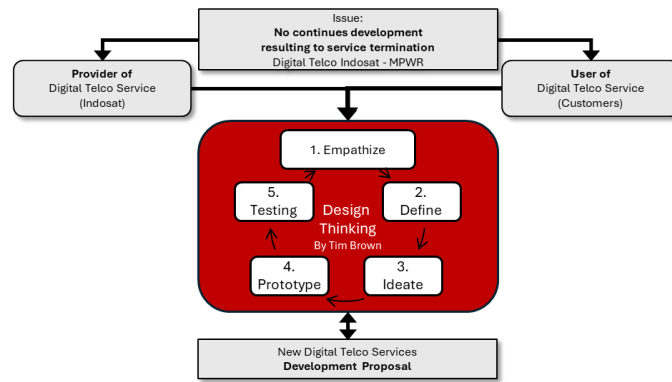 Issue:
No continues development
resulting to service termination
Digital Telco Indosat - MPWR
Provider of
Digital Telco Service
(Indosat)
User of
Digital Telco Service
(Customers)
1. Empathize
2.
Define
3.
Ideate
4.
Prototype
5.
Testing
Design
Thinking
By Tim Brown
New Digital Telco Services
Development Proposal